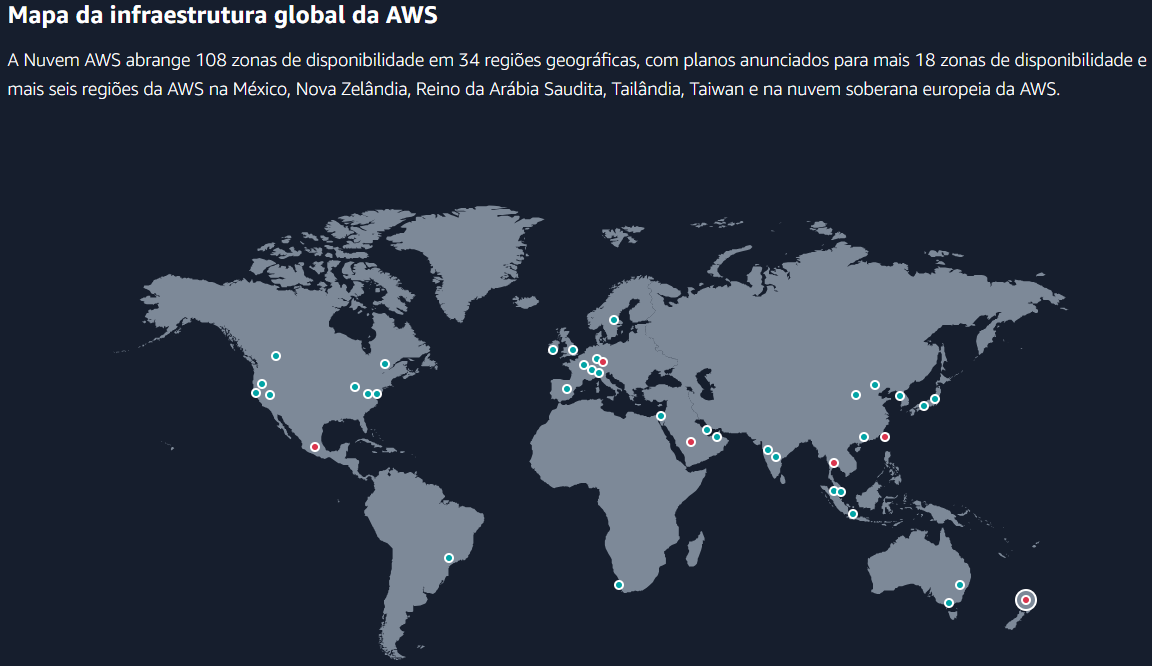 Mapa da infraestrutura global da AWS
A Nuvem AWS abrange 108 zonas de disponibilidade em 34 regiões geográficas, com planos anunciados para mais 18 zonas de disponibilidade e
mais seis regiões da AWS na México, Nova Zelândia, Reino da Arábia Saudita, Tailândia, Taiwan e na nuvem soberana europeia da AWS.